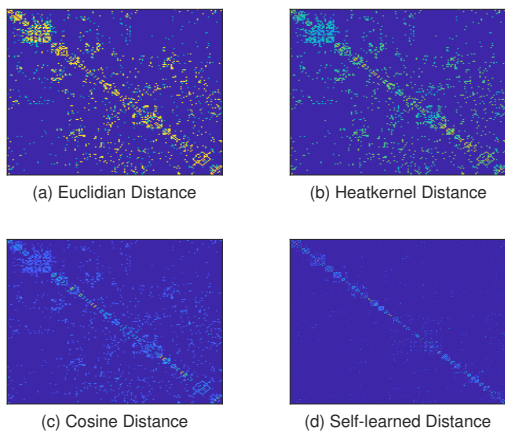 (a) Euclidian Distance
(b) Heatkernel Distance
(c) Cosine Distance
(d) Self-learned Distance